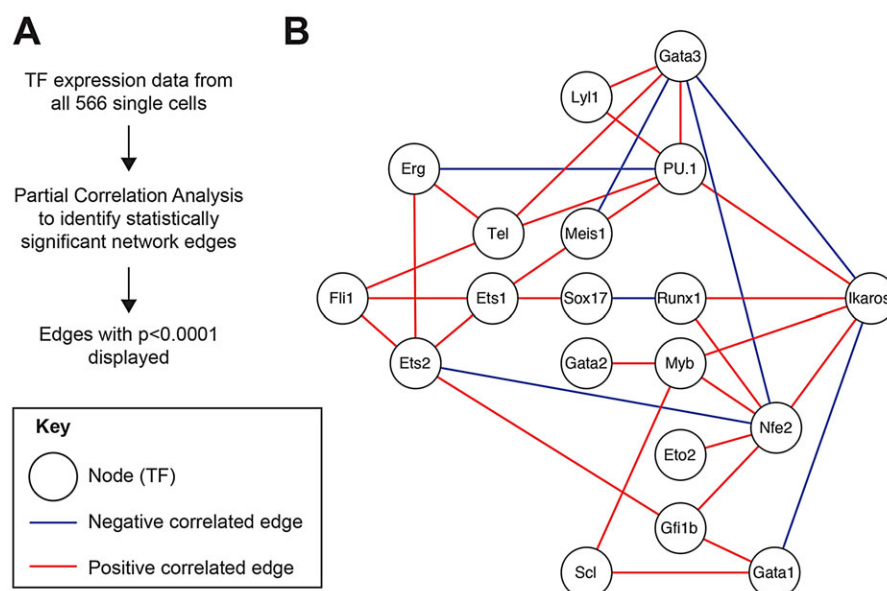 A
TF expression data from
all 566 single cells
Partial Correlation Analysis
to identify statistically
significant network edges
Edges with p<0.0001
displayed
Key
Node (TF)
Negative correlated edge
Positive correlated edge
B
Gata3
Lyl1
Erg
PU.1
Tel
Meis1
Fli1
Ets1
Sox17
Runx1
Ikaros
Ets2
Gata2
Myb
Nfe2
Eto2
Gfi1b
Scl
Gata1